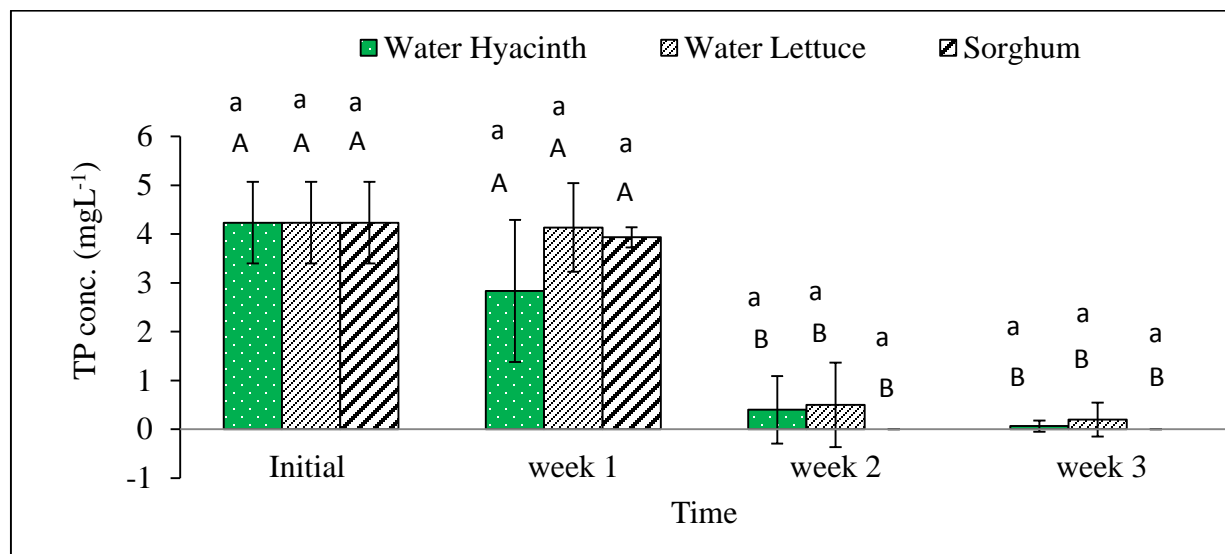 Water Hyacinth Water Lettuce Sorghum
a a a a a a a a a a a a
A A A A A A B B B B B B
6
5
4
3
2
1
0
-1
TP conc. (mgL⁻¹)
Initial week 1 week 2 week 3
Time